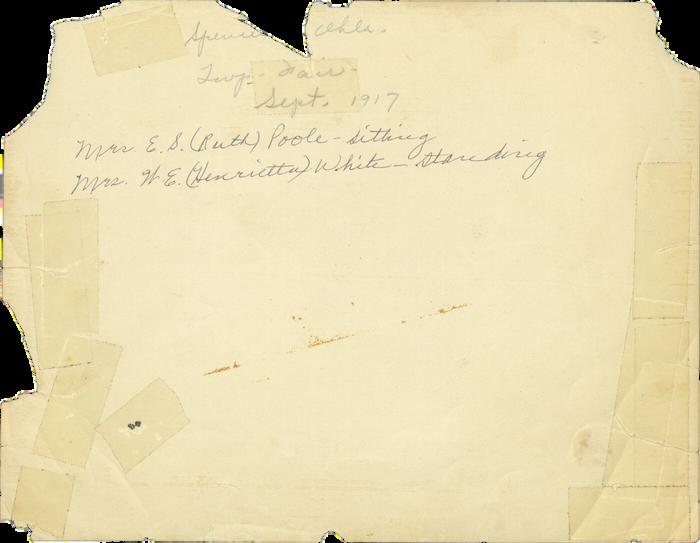 Spencer Okla.
Twp. Fair -
Sept. 1917
Mrs. E. S. (Ruth) Poole - sitting
Mrs. W. E. (Henrietta) White - standing